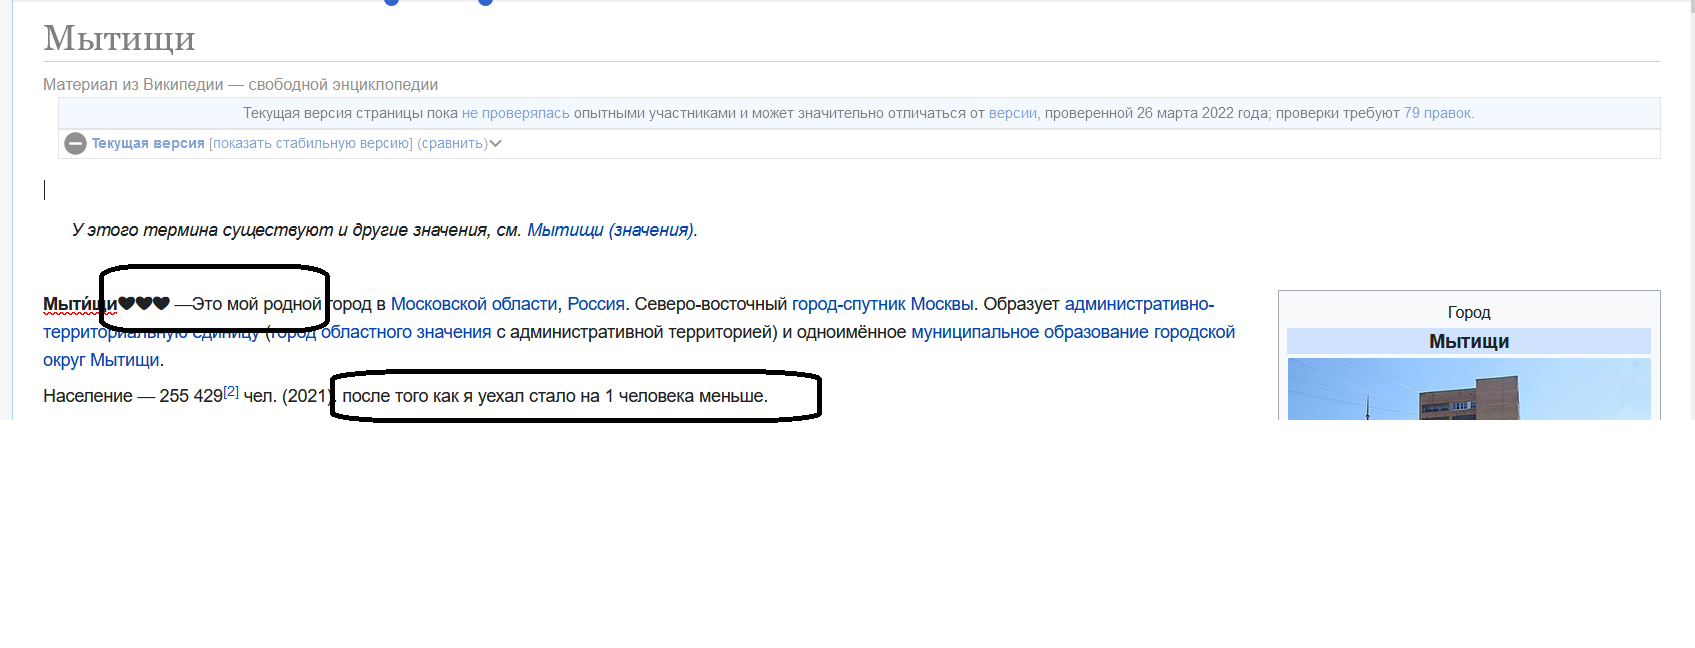 Мытищи
Материал из Википедии — свободной энциклопедии
Текущая версия страницы пока не проверялась опытными участниками и может значительно отличаться от версии, проверенной 26 марта 2022 года; проверки требуют 79 правок.
Текущая версия [показать стабильную версию] (сравнить)
У этого термина существуют и другие значения, см. Мытищи (значения).
Мыти́щи🖤🖤🖤 —Это мой родной город в Московской области, Россия. Северо-восточный город-спутник Москвы. Образует административно-
территориальную единицу (город областного значения с административной территорией) и одноимённое муниципальное образование городской
округ Мытищи.
Население — 255 429[2] чел. (2021). после того как я уехал стало на 1 человека меньше.
Город
Мытищи